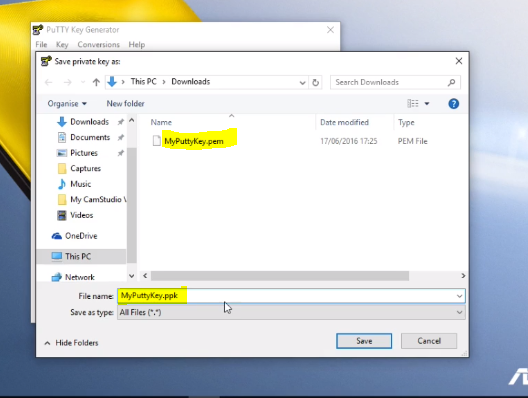 PuTTY Key Generator
File Key Conversions Help
Save private key as:
This PC > Downloads
Search Downloads
Organise New folder
Name Date modified Type
MyPuttyKey.pem 17/06/2016 17:25 PEM File
Downloads
Documents
Pictures
Captures
Music
My CamStudio
Videos
OneDrive
This PC
Network
File name: MyPuttyKey.ppk
Save as type: All Files (*.*)
Hide Folders
Save Cancel